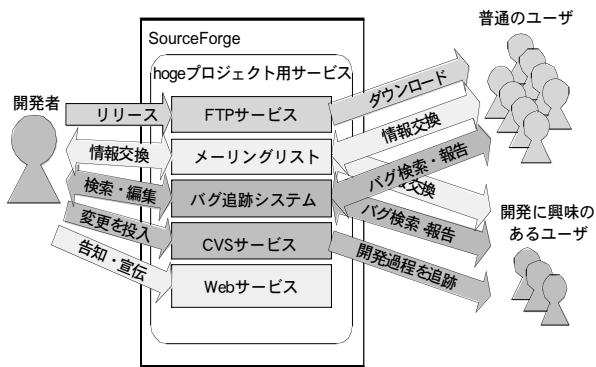 普通のユーザ
SourceForge
hogeプロジェクト用サービス
開発者
リリース
FTPサービス
ダウンロード
情報交換
メーリングリスト
情報交換
検索・編集
バグ追跡システム
バグ検索・報告
交換
変更を投入
CVSサービス
バグ検索・報告
開発に興味の
あるユーザ
告知・宣伝
Webサービス
開発過程を追跡